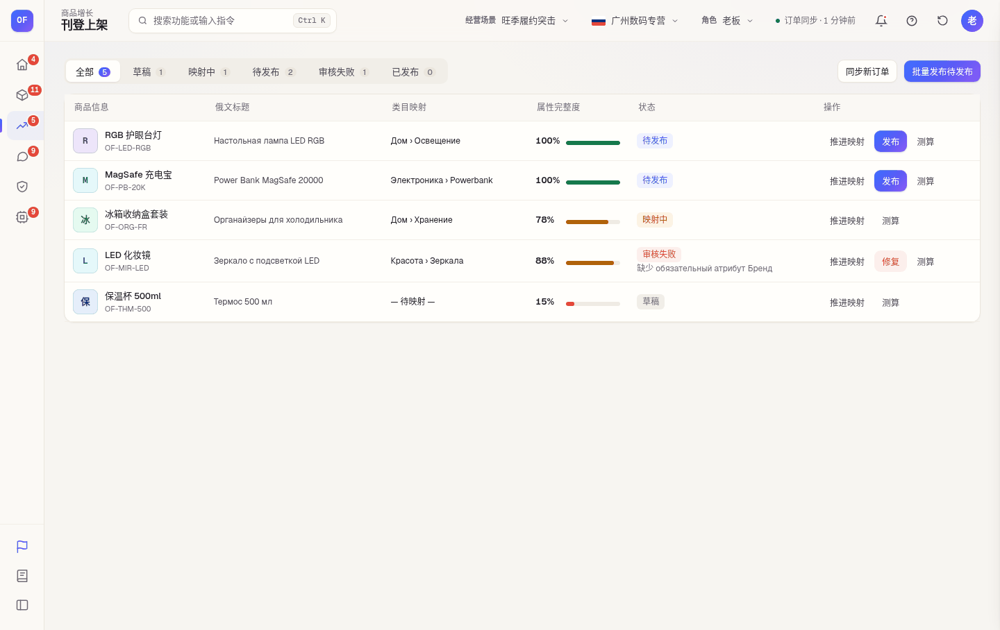 OF
商品增长
刊登上架
搜索功能或输入指令
Ctrl K
经营场景 旺季履约突击
广州数码专营
角色 老板
订单同步 · 1 分钟前
老
4
11
5
9
9
全部 5
草稿 1
映射中 1
待发布 2
审核失败 1
已发布 0
同步新订单
批量发布待发布
商品信息 俄文标题 类目映射 属性完整度 状态 操作
R
RGB 护眼台灯
OF-LED-RGB
Настольная лампа LED RGB
Дом › Освещение
100%
待发布
推进映射 发布 测算
M
MagSafe 充电宝
OF-PB-20K
Power Bank MagSafe 20000
Электроника › Powerbank
100%
待发布
推进映射 发布 测算
冰
冰箱收纳盒套装
OF-ORG-FR
Органайзеры для холодильника
Дом › Хранение
78%
映射中
推进映射 测算
L
LED 化妆镜
OF-MIR-LED
Зеркало с подсветкой LED
Красота › Зеркала
88%
审核失败
缺少 обязательный атрибут Бренд
推进映射 修复 测算
保
保温杯 500ml
OF-THM-500
Термос 500 мл
— 待映射 —
15%
草稿
推进映射 测算